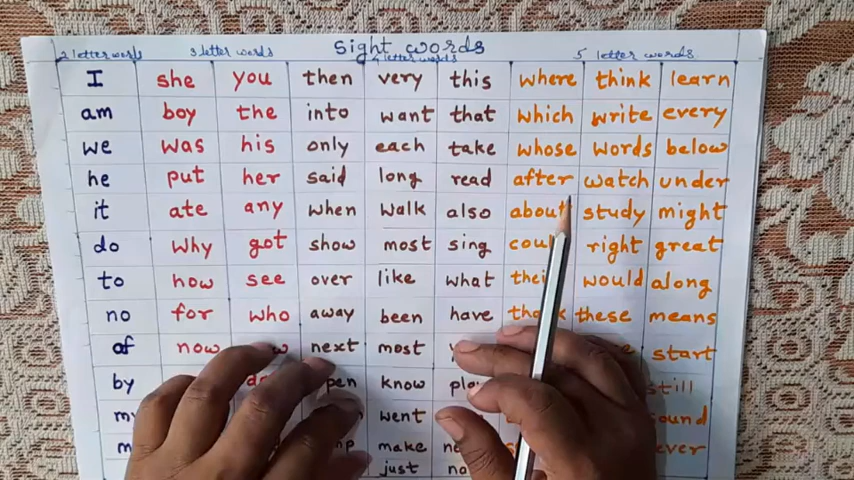 Sight words
2 letter word 3 letter words 4 letter words 5 letter words
I she you then very this where think learn
am boy the into want that which write every
we was his only each take whose words below
he put her said long read after watch under
it ate any when walk also about study might
do why got show most sing right great
to how see over like what would along
no for who away been have these means
of now next most start
by know still
went
make
just